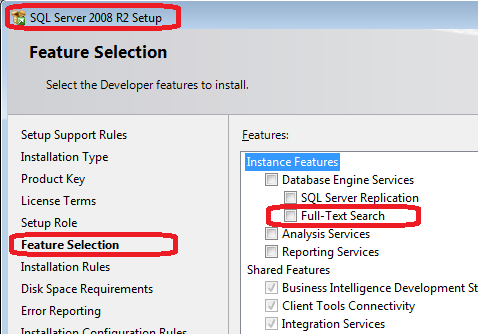 SQL Server 2008 R2 Setup
Feature Selection
Select the Developer features to install.
Setup Support Rules
Installation Type
Product Key
License Terms
Setup Role
Feature Selection
Installation Rules
Disk Space Requirements
Error Reporting
Installation Configuration Rules
Features:
Instance Features
Database Engine Services
SQL Server Replication
Full-Text Search
Analysis Services
Reporting Services
Shared Features
Business Intelligence Development St
Client Tools Connectivity
Integration Services